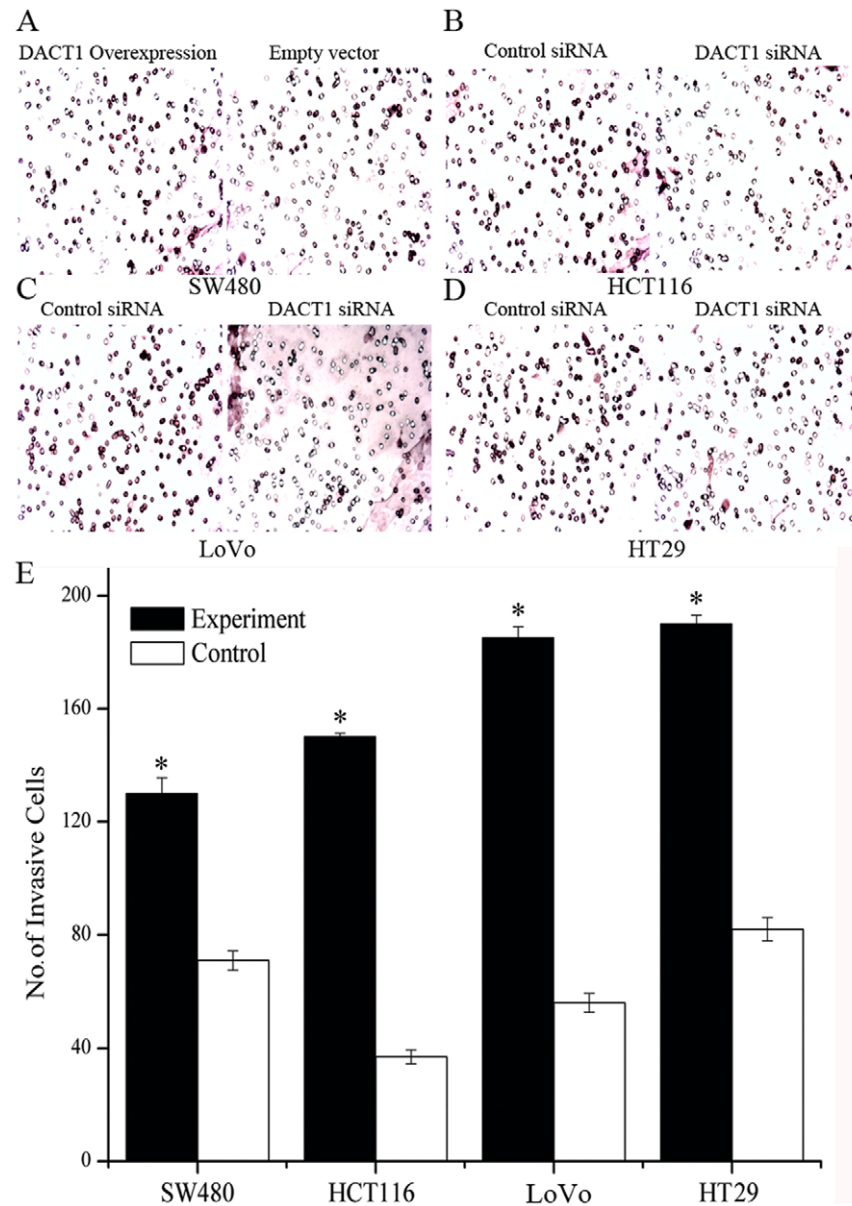 A
B
DACT1 Overexpression
Empty vector
Control siRNA
DACT1 siRNA
SW480
HCT116
C
D
Control siRNA
DACT1 siRNA
Control siRNA
DACT1 siRNA
LoVo
HT29
E
200
160
120
80
40
0
No.of Invasive Cells
Experiment
Control
*
*
*
*
SW480
HCT116
LoVo
HT29